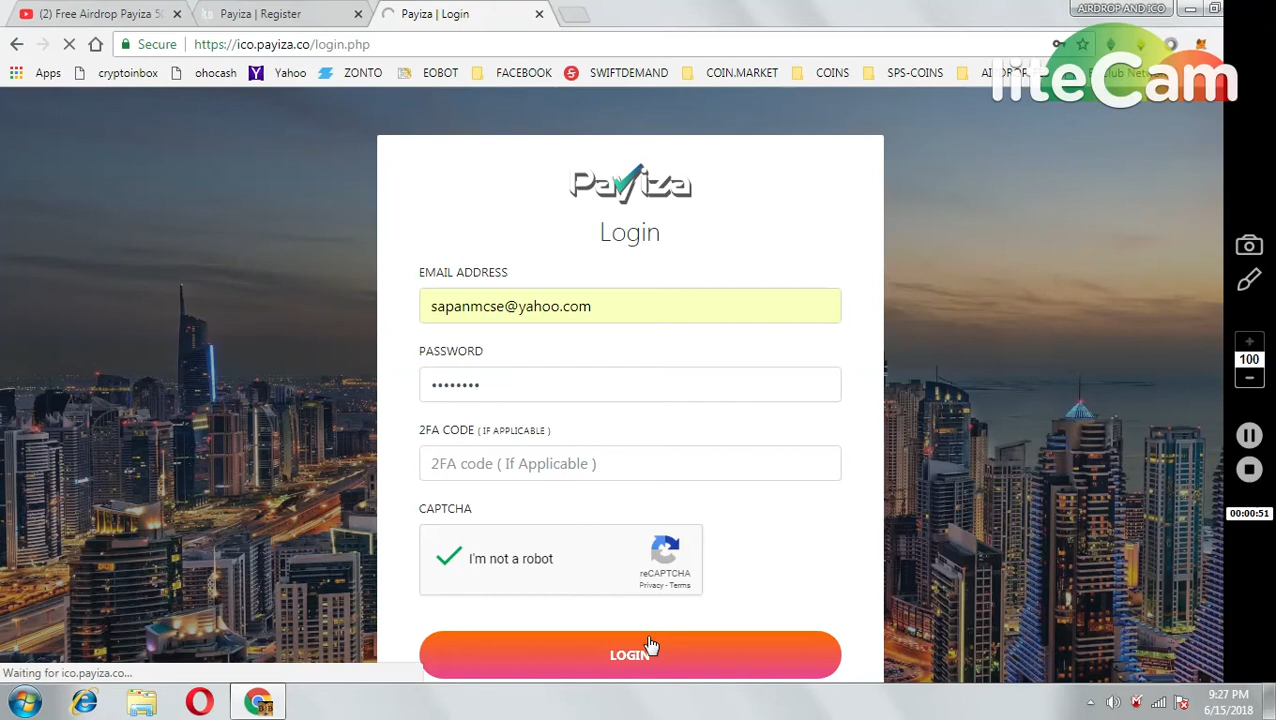 (2) Free Airdrop Payiza 50
Payiza | Register
Payiza | Login
AIRDROP AND ICO
Secure
https://ico.payiza.co/login.php
Apps
cryptoinbox
ohocash
Yahoo
ZONTO
EOBOT
FACEBOOK
SWIFTDEMAND
COIN.MARKET
COINS
SPS-COINS
liteCam
Payiza
Login
EMAIL ADDRESS
sapanmcse@yahoo.com
PASSWORD
2FA CODE ( IF APPLICABLE )
2FA code ( If Applicable )
CAPTCHA
I'm not a robot
reCAPTCHA
Privacy - Terms
LOGIN
100
00:00:51
Waiting for ico.payiza.co...
9:27 PM
6/15/2018